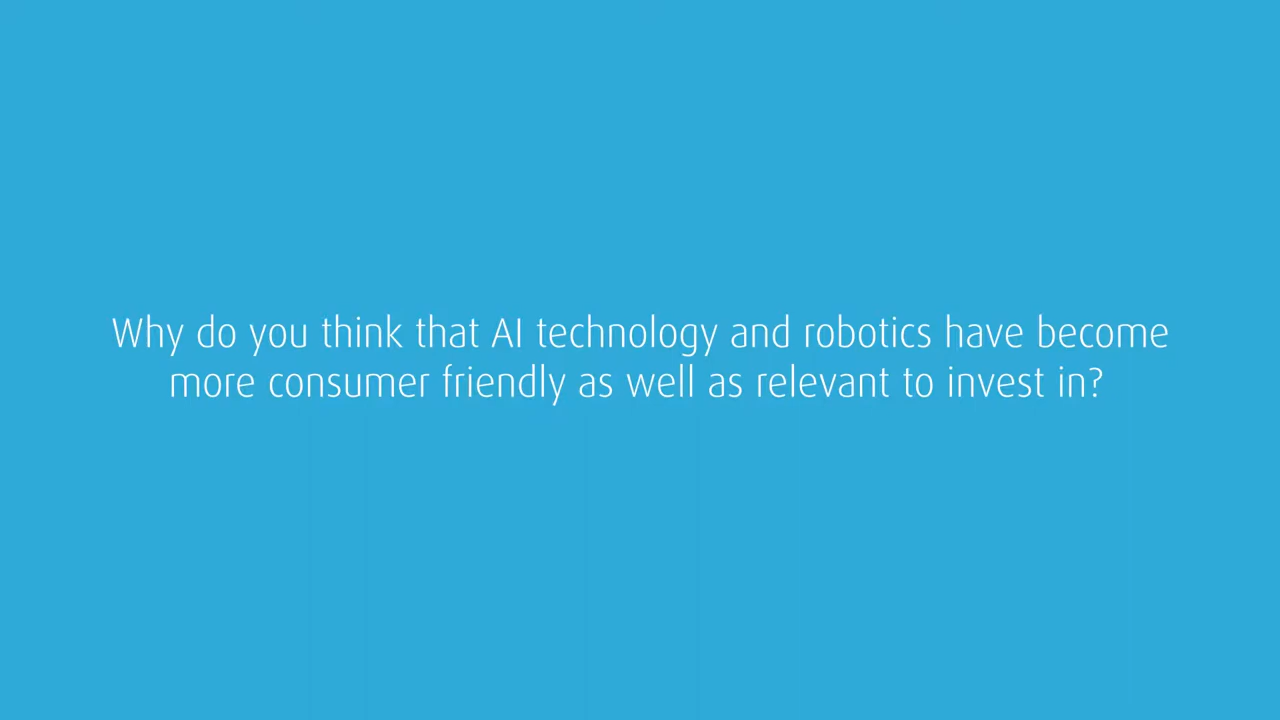 Why do you think that AI technology and robotics have become
more consumer friendly as well as relevant to invest in?